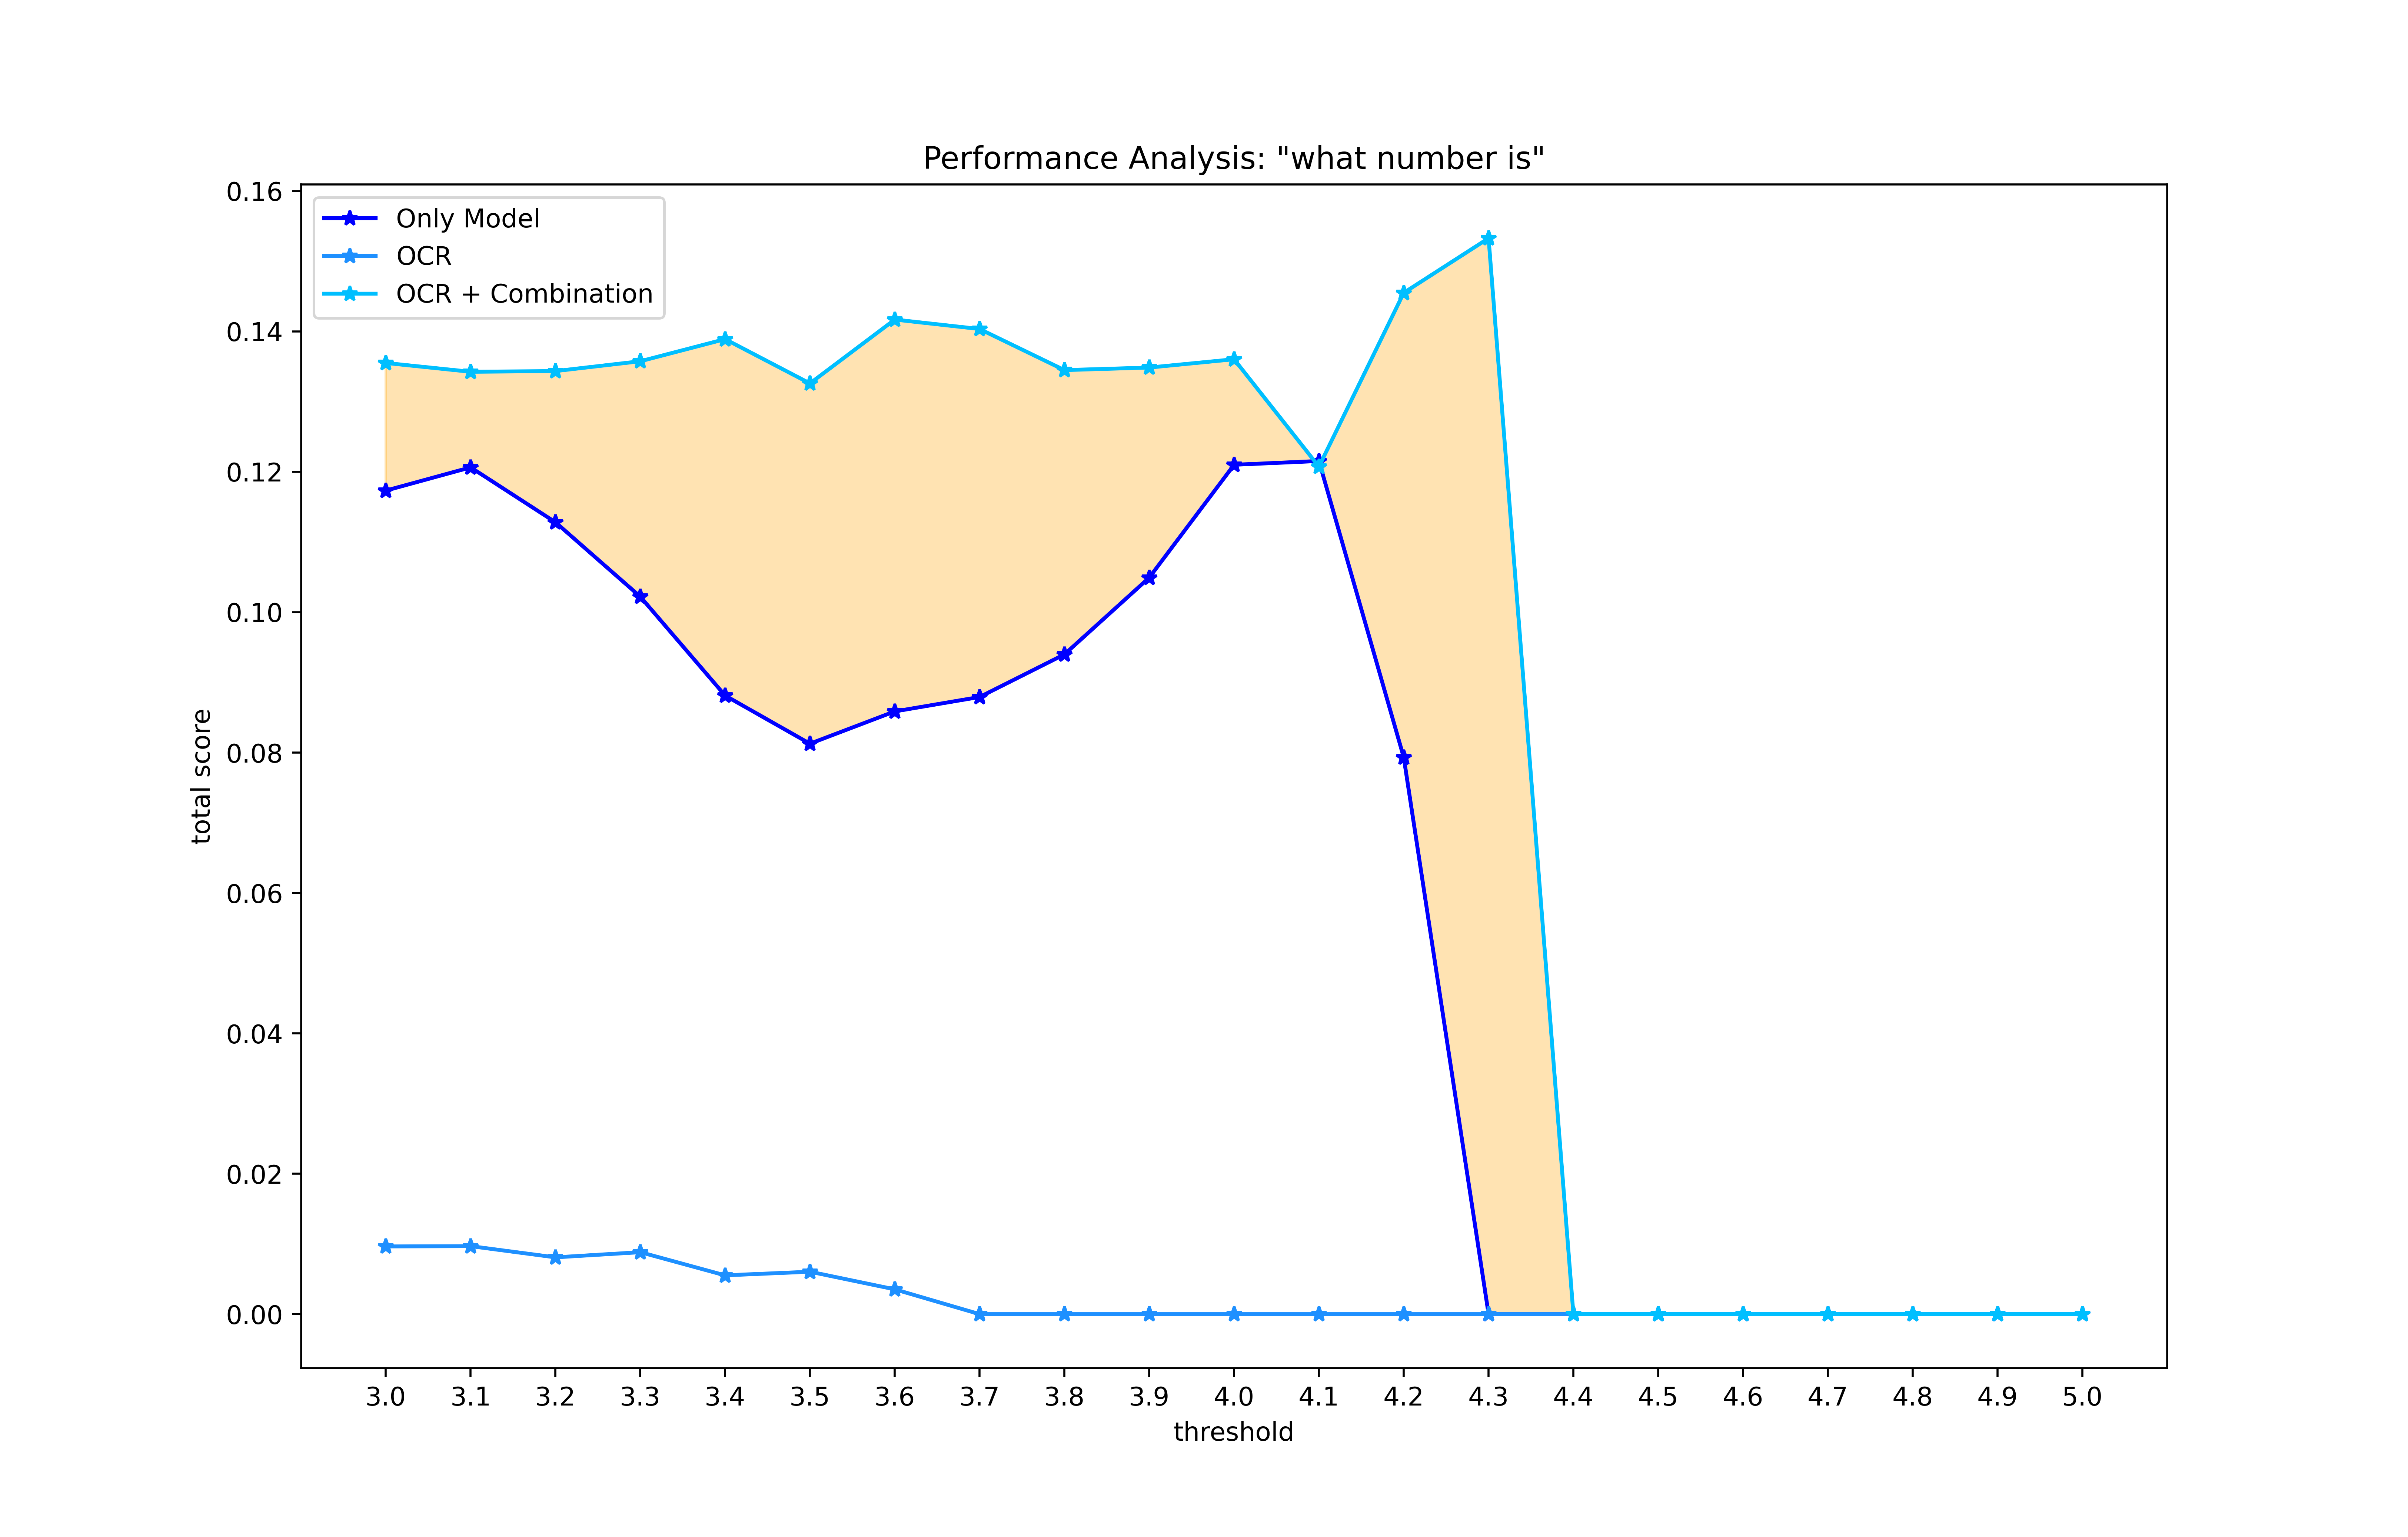 Performance Analysis: "what number is"
Only Model
OCR
OCR + Combination
0.16
0.14
0.12
0.10
0.08
0.06
0.04
0.02
0.00
total score
3.0 3.1 3.2 3.3 3.4 3.5 3.6 3.7 3.8 3.9 4.0 4.1 4.2 4.3 4.4 4.5 4.6 4.7 4.8 4.9 5.0
threshold